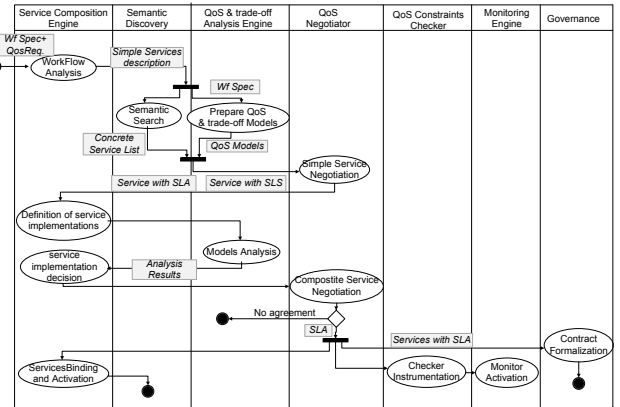 Service Composition
Engine
Semantic
Discovery
QoS & trade-off
Analysis Engine
QoS
Negotiator
QoS Constraints
Checker
Monitoring
Engine
Governance
Wf Spec+
QosReq.
WorkFlow
Analysis
Simple Services
description
Wf Spec
Semantic
Search
Prepare QoS
& trade-off Models
Concrete
Service List
QoS Models
Simple Service
Negotiation
Service with SLA
Service with SLS
Definition of service
implementations
Models Analysis
service
implementation
decision
Analysis
Results
Compostite Service
Negotiation
No agreement
SLA
Services with SLA
Contract
Formalization
ServicesBinding
and Activation
Checker
Instrumentation
Monitor
Activation